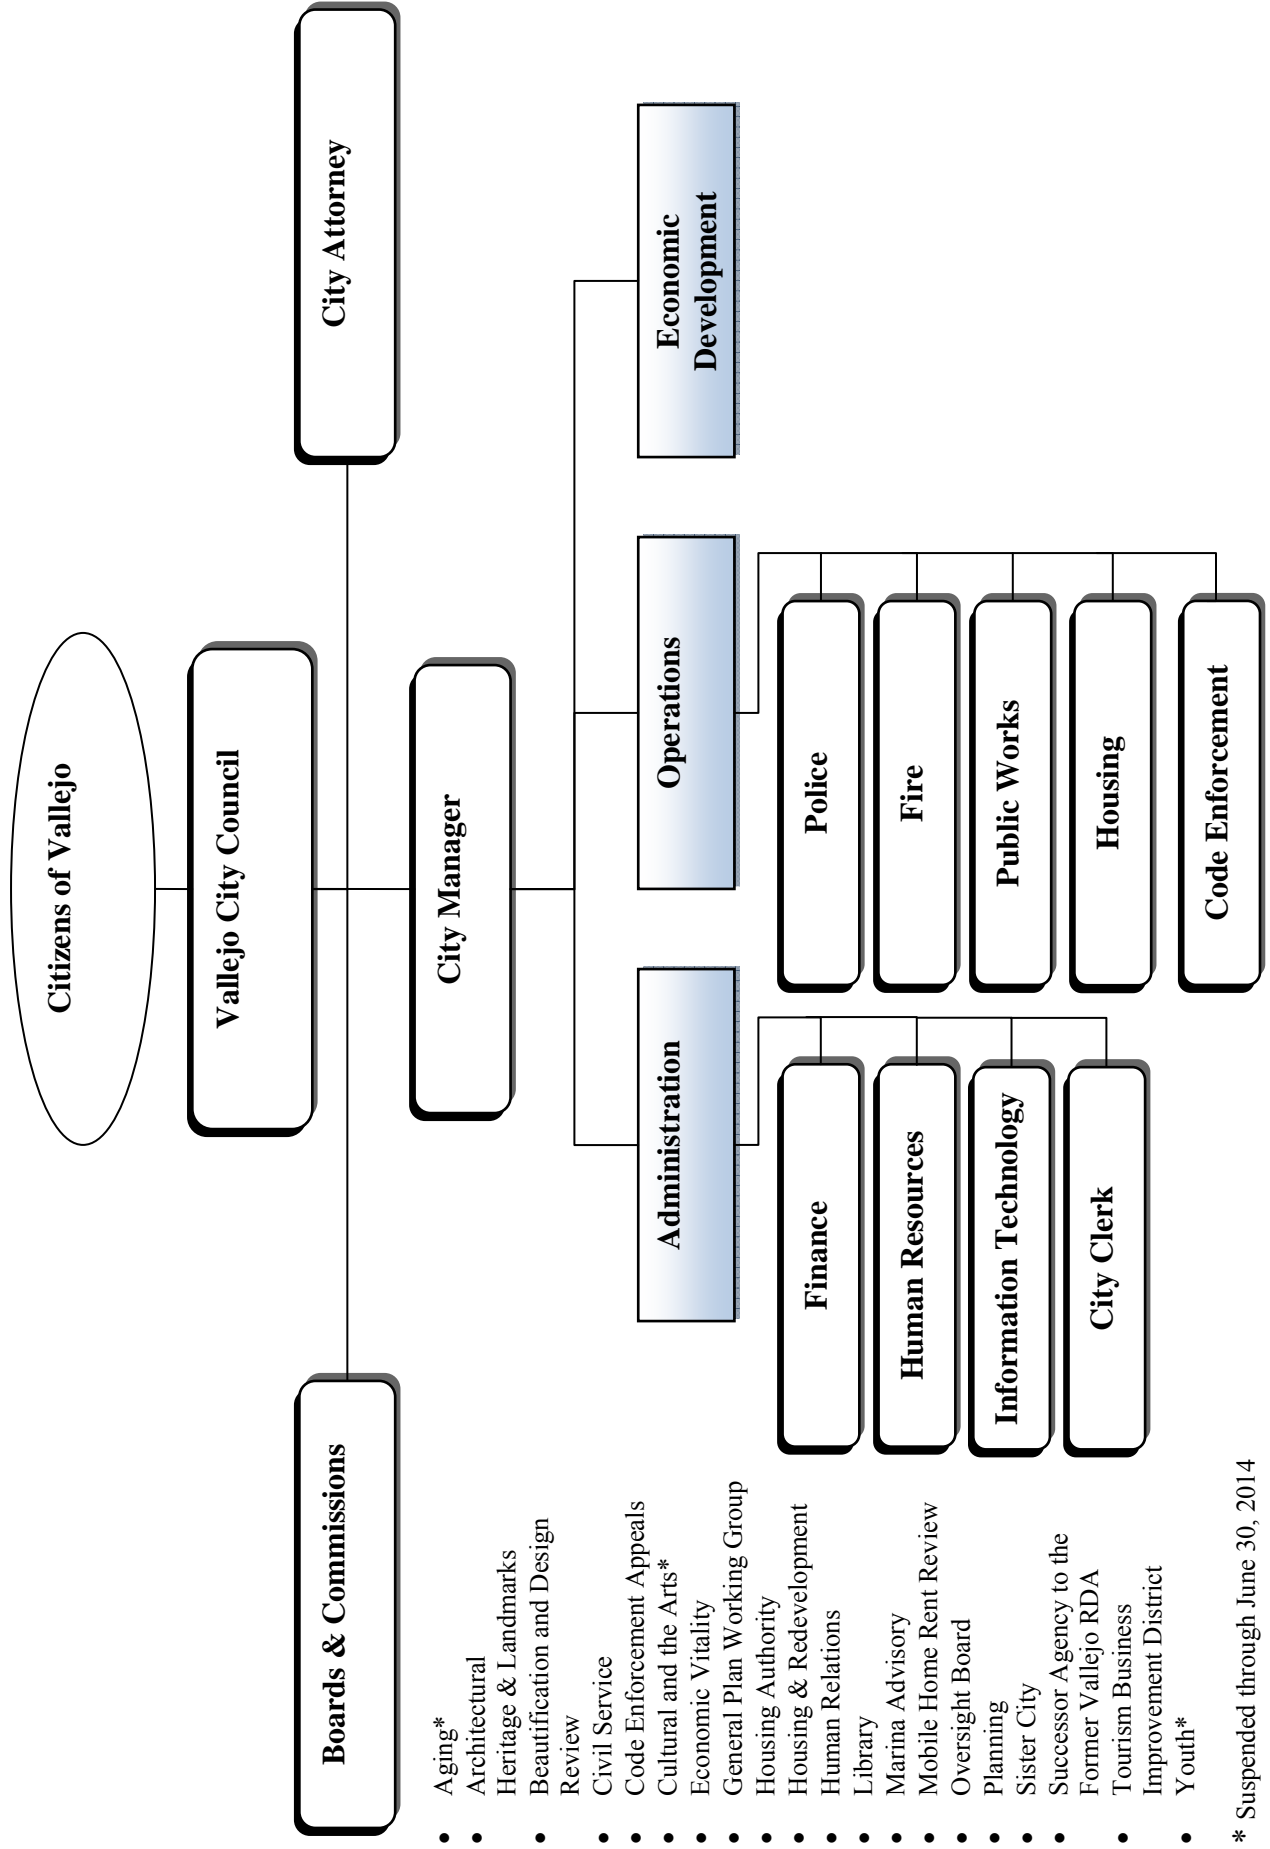 Citizens of Vallejo
Vallejo City Council
Boards & Commissions
City Attorney
City Manager
Administration
Operations
Economic
Development
Finance
Human Resources
Information Technology
City Clerk
Police
Fire
Public Works
Housing
Code Enforcement
• Aging*
• Architectural
Heritage & Landmarks
• Beautification and Design
Review
• Civil Service
• Code Enforcement Appeals
• Cultural and the Arts*
• Economic Vitality
• General Plan Working Group
• Housing Authority
• Housing & Redevelopment
• Human Relations
• Library
• Marina Advisory
• Mobile Home Rent Review
• Oversight Board
• Planning
• Sister City
• Successor Agency to the
Former Vallejo RDA
• Tourism Business
Improvement District
• Youth*
* Suspended through June 30, 2014